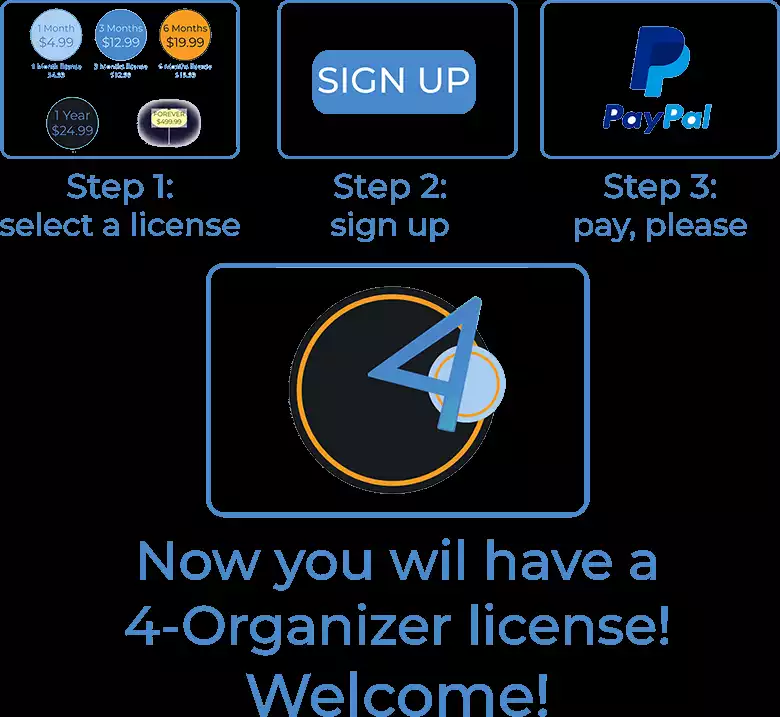 1 Month
$4.99
3 Months
$12.99
6 Months
$19.99
1 Month license
$4.99
3 Months license
$12.99
6 Months license
$19.99
1 Year
$24.99
FOREVER
$499.99
SIGN UP
PayPal
Step 1:
select a license
Step 2:
sign up
Step 3:
pay, please
4
Now you wil have a
4-Organizer license!
Welcome!